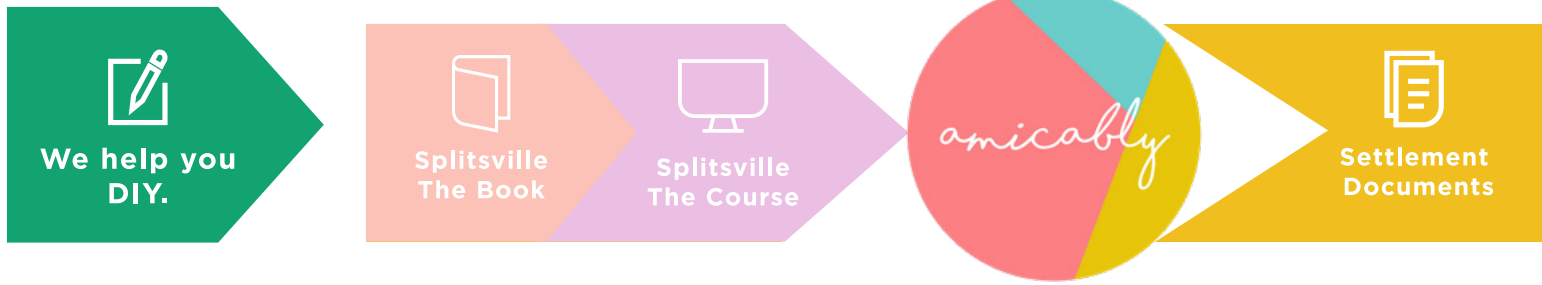 We help you
DIY.
Splitsville
The Book
Splitsville
The Course
amicably
Settlement
Documents